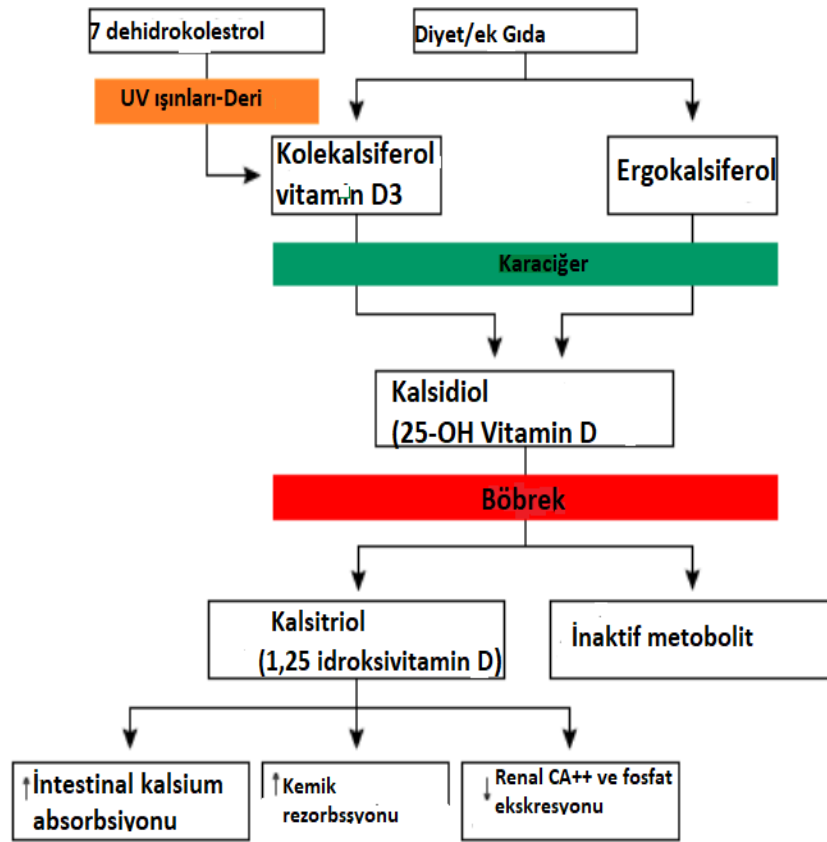 7 dehidrokolestrol
Diyet/ek Gıda
UV ışınları-Deri
Kolekalsiferol
vitamin D3
Ergokalsiferol
Karaciğer
Kalsidiol
(25-OH Vitamin D
Böbrek
Kalsitriol
(1,25 idroksivitamin D)
İnaktif metobolit
↑İntestinal kalsium
absorbsiyonu
↑Kemik
rezorbssyonu
↓ Renal CA++ ve fosfat
ekskresyonu